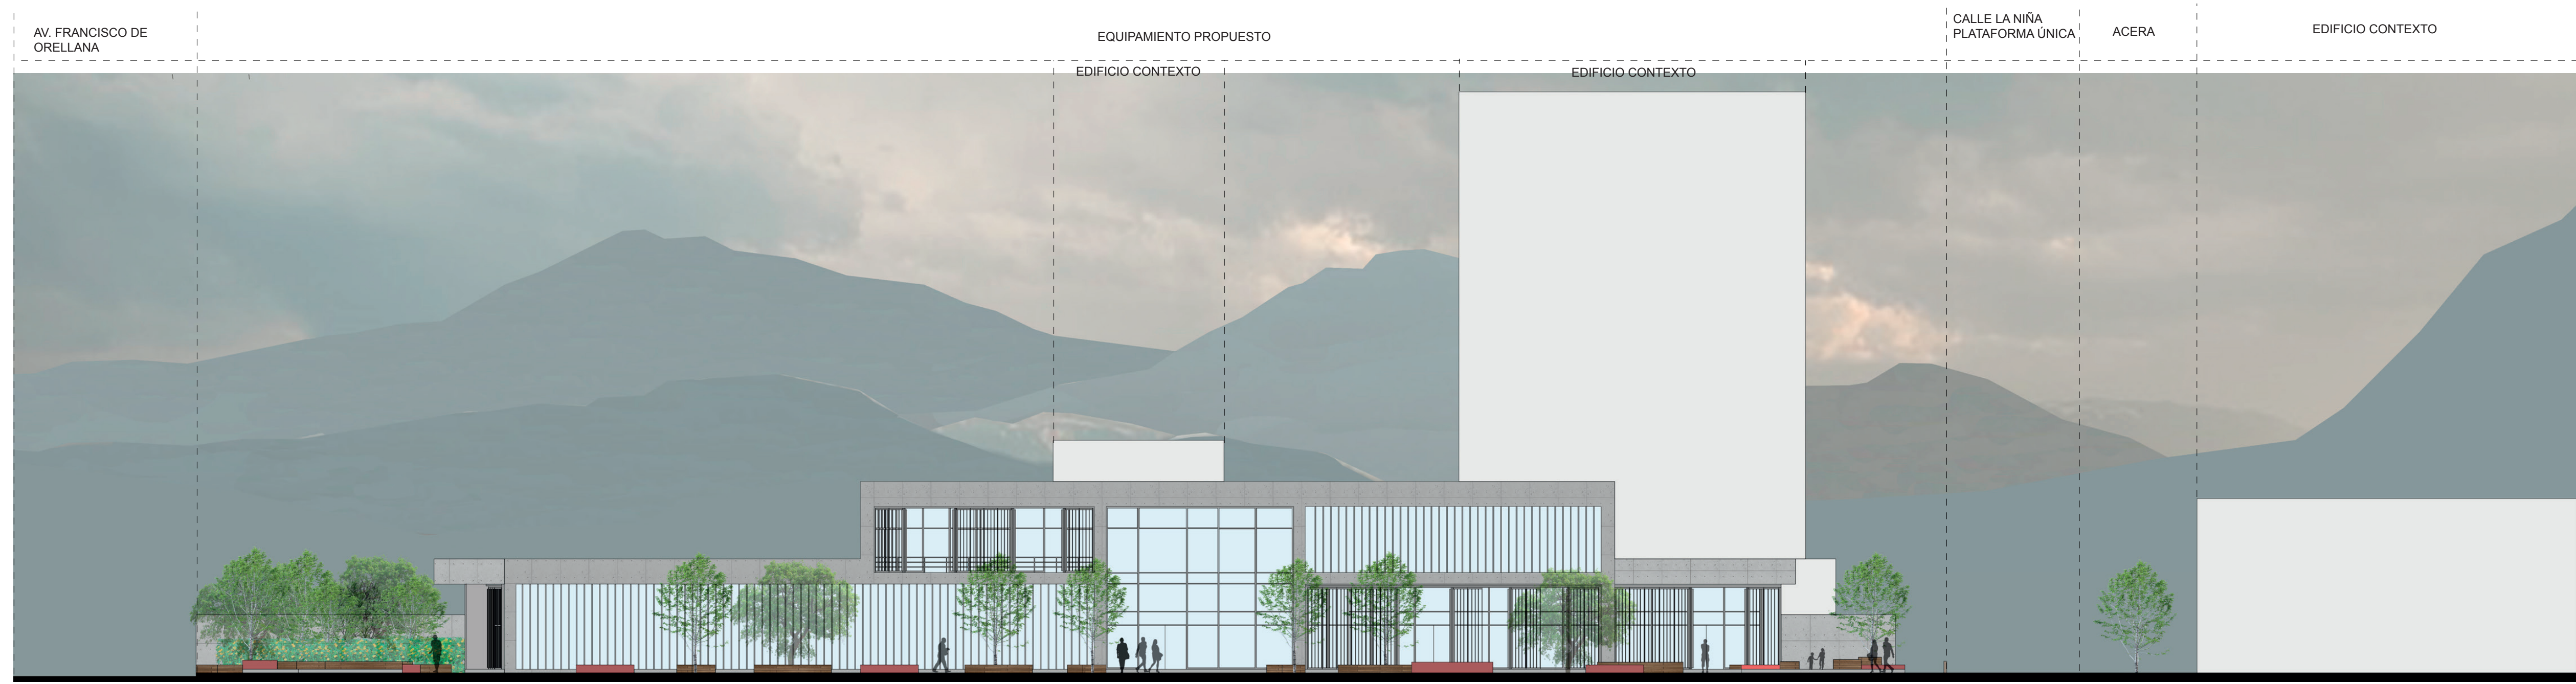 AV. FRANCISCO DE
ORELLANA
EQUIPAMIENTO PROPUESTO
EDIFICIO CONTEXTO
EDIFICIO CONTEXTO
CALLE LA NIÑA
PLATAFORMA ÚNICA
ACERA
EDIFICIO CONTEXTO